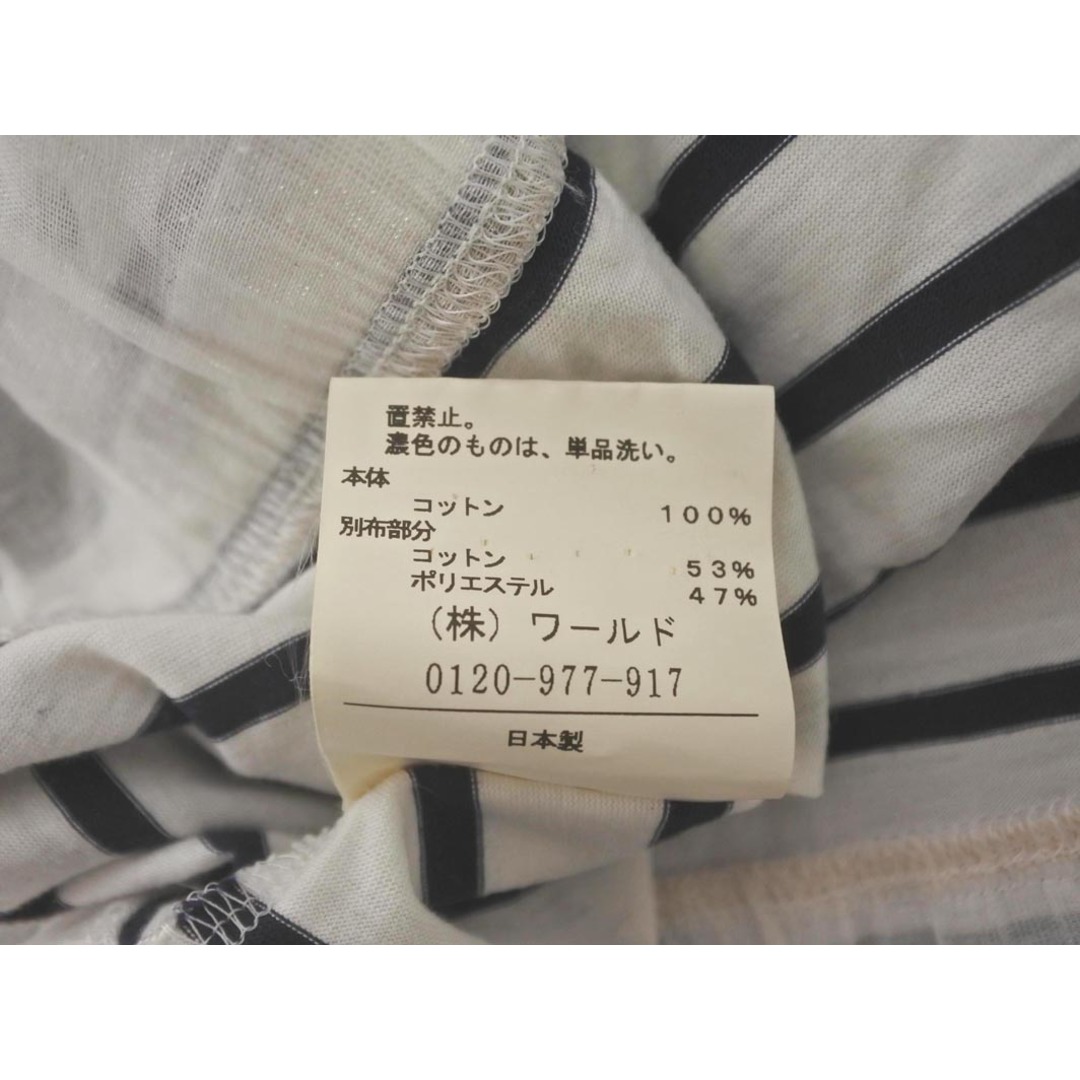 置禁止。
濃色のものは、単品洗い。
本体
コットン 100%
別布部分
コットン 53%
ポリエステル 47%
(株)ワールド
0120-977-917
日本製